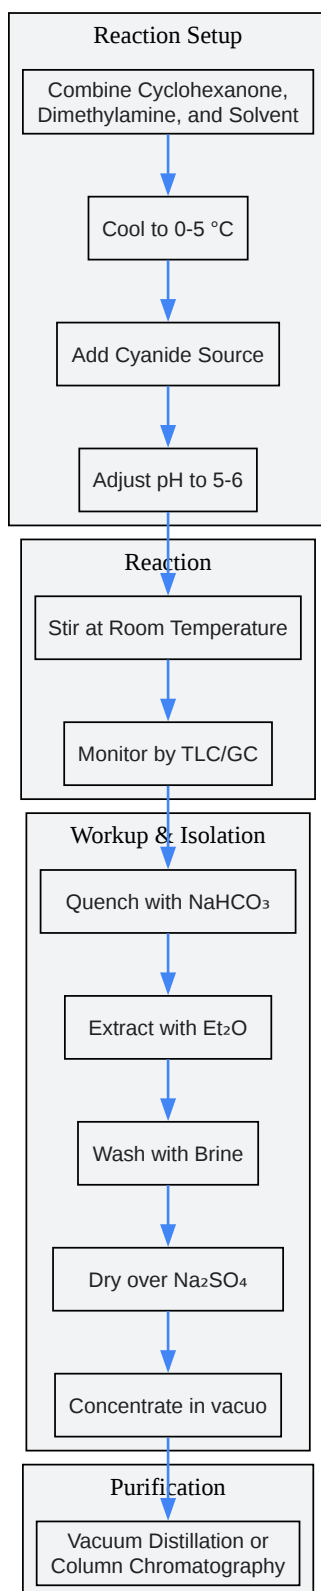 Reaction Setup
Combine Cyclohexanone,
Dimethylamine, and Solvent
Cool to 0-5 °C
Add Cyanide Source
Adjust pH to 5-6
Reaction
Stir at Room Temperature
Monitor by TLC/GC
Workup & Isolation
Quench with NaHCO₃
Extract with Et₂O
Wash with Brine
Dry over Na₂SO₄
Concentrate in vacuo
Purification
Vacuum Distillation or
Column Chromatography